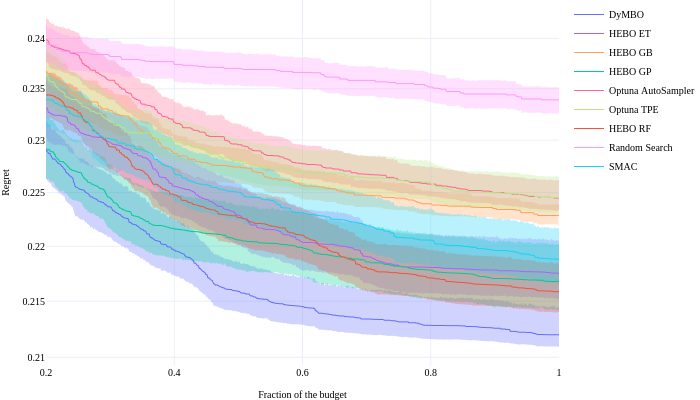 0.24
0.235
0.23
0.225
0.22
0.215
0.21
Regret
0.2
0.4
0.6
0.8
1
Fraction of the budget
DyMBO
HEBO ET
HEBO GB
HEBO GP
Optuna AutoSampler
Optuna TPE
HEBO RF
Random Search
SMAC